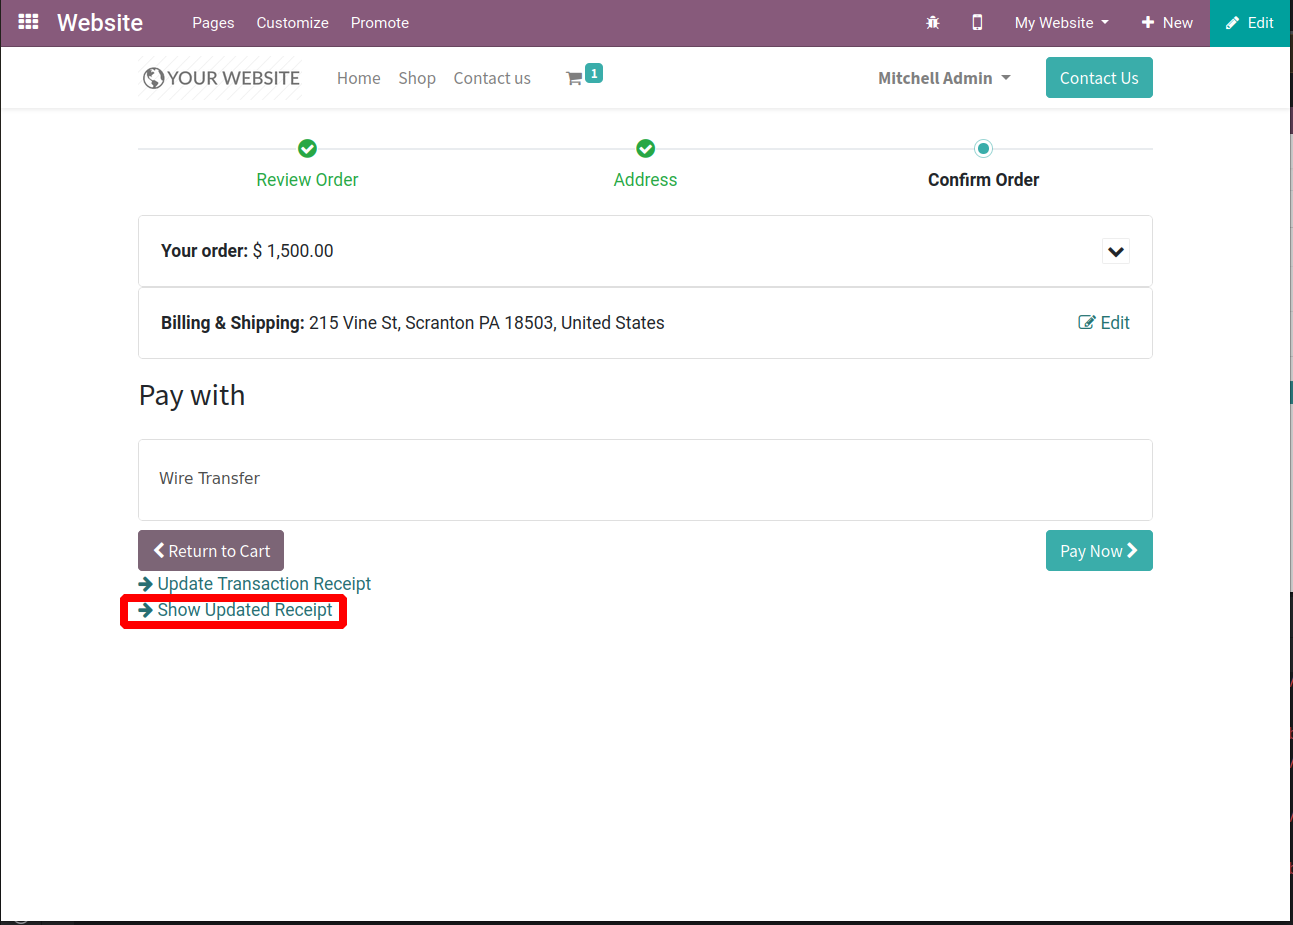 Website Pages Customize Promote My Website New Edit
YOUR WEBSITE Home Shop Contact us 1 Mitchell Admin Contact Us
Review Order Address Confirm Order
Your order: $ 1,500.00
Billing & Shipping: 215 Vine St, Scranton PA 18503, United States Edit
Pay with
Wire Transfer
Return to Cart Pay Now
Update Transaction Receipt
Show Updated Receipt